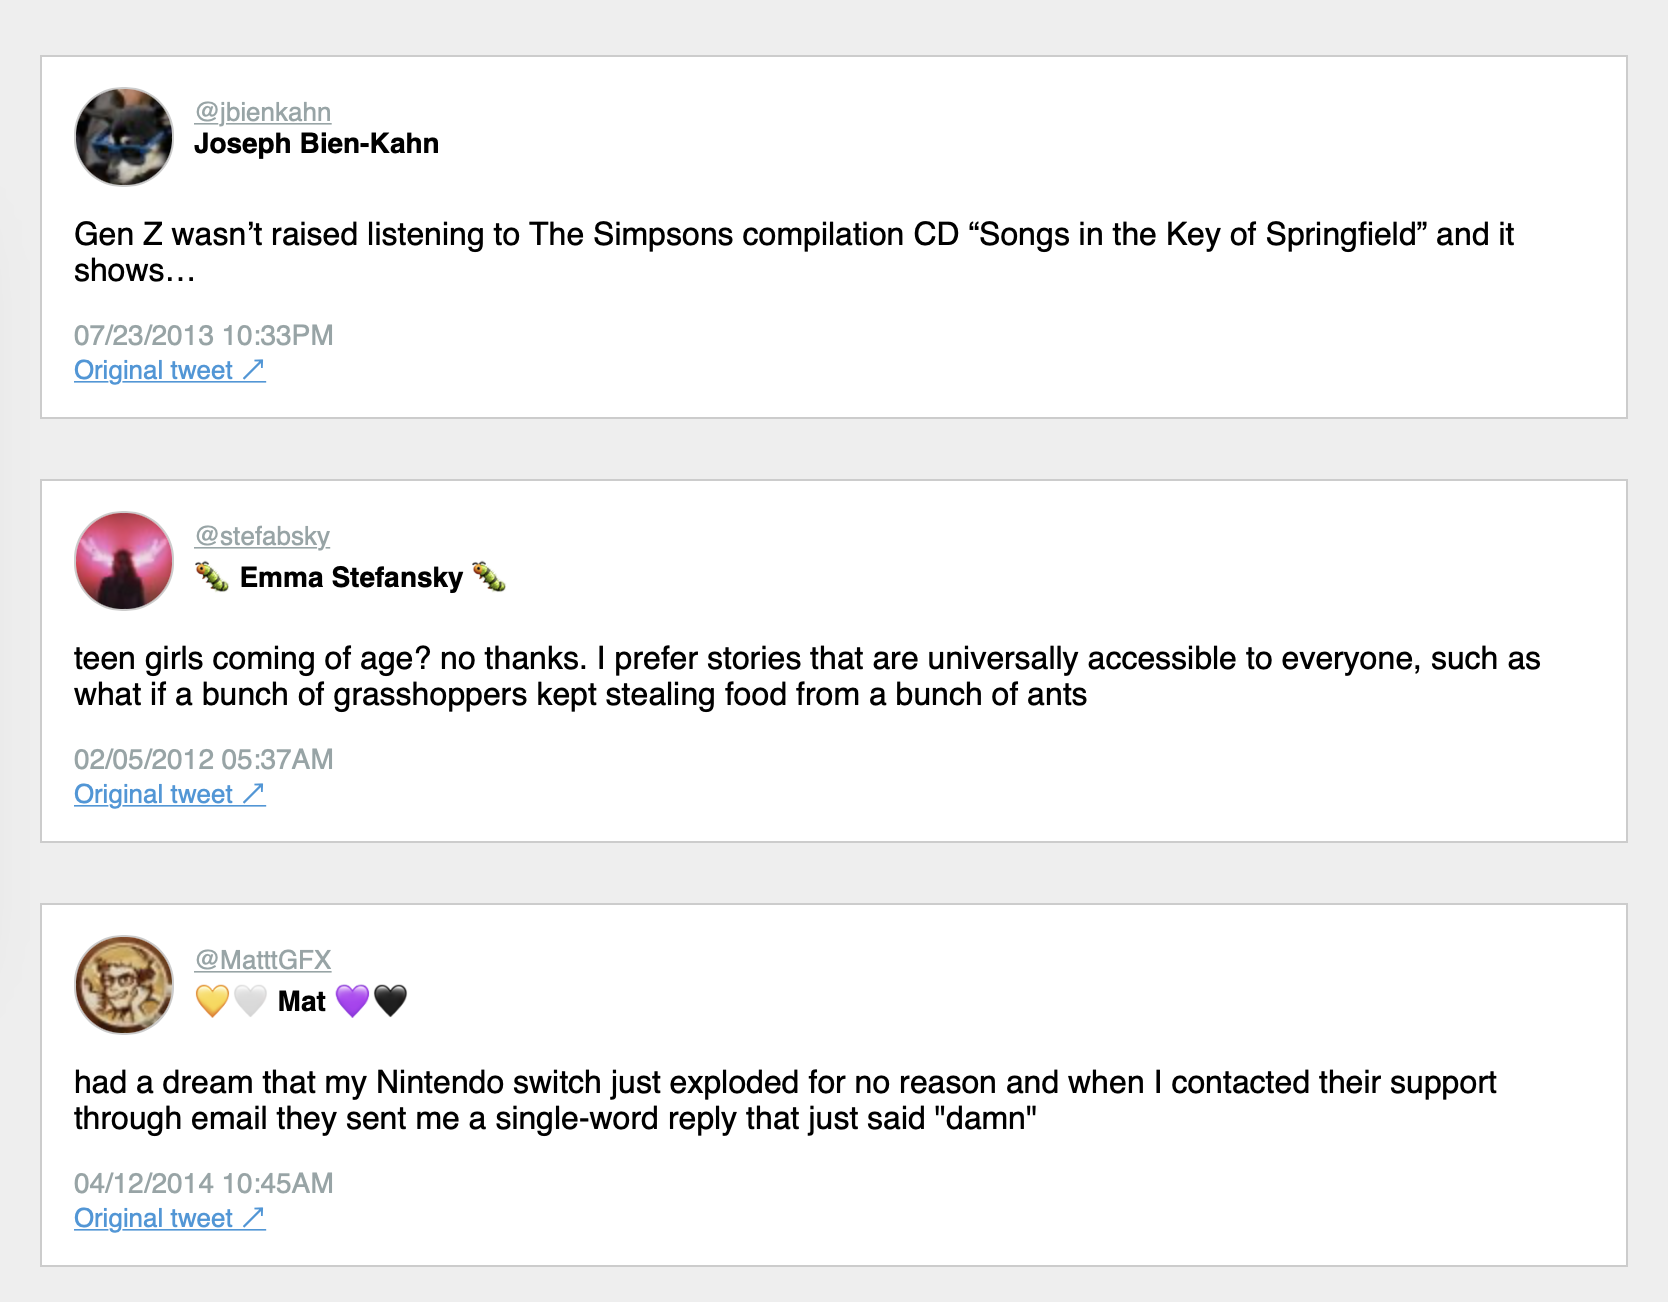 @jbienkahn
Joseph Bien-Kahn
Gen Z wasn’t raised listening to The Simpsons compilation CD “Songs in the Key of Springfield” and it
shows…
07/23/2013 10:33PM
Original tweet ↗
@stefabsky
🐛 Emma Stefansky 🐛
teen girls coming of age? no thanks. I prefer stories that are universally accessible to everyone, such as
what if a bunch of grasshoppers kept stealing food from a bunch of ants
02/05/2012 05:37AM
Original tweet ↗
@MatttGFX
💛🤍 Mat 💜🖤
had a dream that my Nintendo switch just exploded for no reason and when I contacted their support
through email they sent me a single-word reply that just said "damn"
04/12/2014 10:45AM
Original tweet ↗